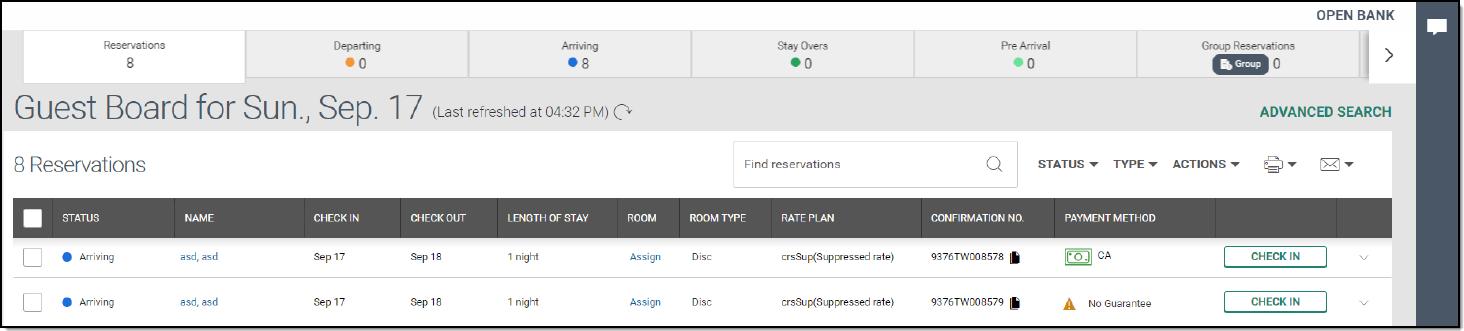 OPEN BANK
Reservations
8
Departing
0
Arriving
8
Stay Overs
0
Pre Arrival
0
Group Reservations
Group 0
Guest Board for Sun., Sep. 17 (Last refreshed at 04:32 PM)
ADVANCED SEARCH
8 Reservations
Find reservations
STATUS TYPE ACTIONS
STATUS NAME CHECK IN CHECK OUT LENGTH OF STAY ROOM ROOM TYPE RATE PLAN CONFIRMATION NO. PAYMENT METHOD
Arriving asd, asd Sep 17 Sep 18 1 night Assign Disc crsSup(Suppressed rate) 9376TW008578 CA CHECK IN
Arriving asd, asd Sep 17 Sep 18 1 night Assign Disc crsSup(Suppressed rate) 9376TW008579 No Guarantee CHECK IN